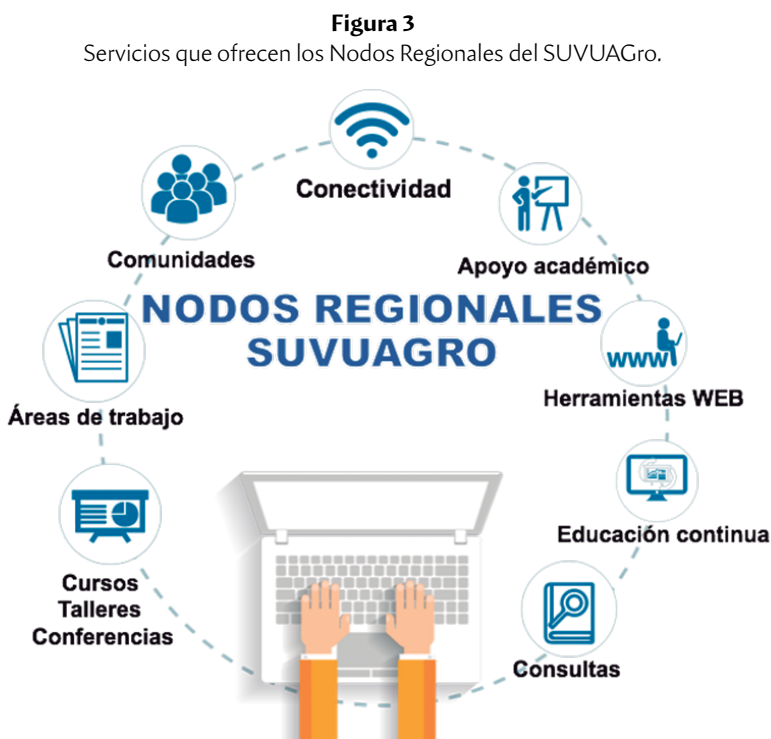 Figura 3
Servicios que ofrecen los Nodos Regionales del SUVUAGro.
Conectividad
Comunidades
Apoyo académico
NODOS REGIONALES
SUVUAGRO
www
Herramientas WEB
Áreas de trabajo
Educación continua
Cursos
Talleres
Conferencias
Consultas